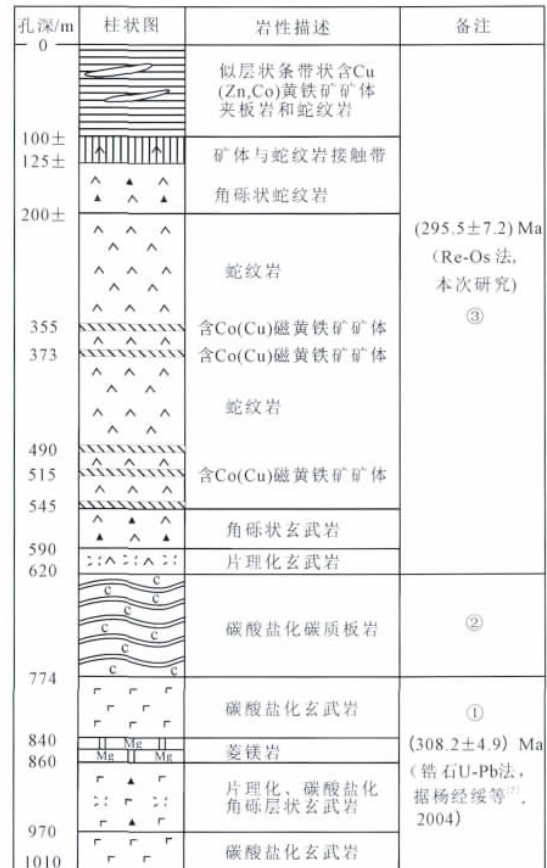 孔深/m 柱状图 岩性描述 备注
0
似层状条带状含Cu
(Zn,Co)黄铁矿矿体
夹板岩和蛇纹岩
100±
矿体与蛇纹岩接触带
125±
角砾状蛇纹岩
200±
(295.5±7.2) Ma
(Re-Os 法,
本次研究)
③
蛇纹岩
355
含Co(Cu)磁黄铁矿矿体
373
含Co(Cu)磁黄铁矿矿体
蛇纹岩
490
515
含Co(Cu)磁黄铁矿矿体
545
角砾状玄武岩
590
片理化玄武岩
620
C
C
C
C
C
C C
碳酸盐化碳质板岩
②
774
碳酸盐化玄武岩
①
840
Mg
菱镁岩
(308.2±4.9) Ma
860
Mg Mg
(锆石U-Pb法,
片理化、碳酸盐化
据杨经绥等[7],
角砾层状玄武岩
2004)
970
碳酸盐化玄武岩
1010